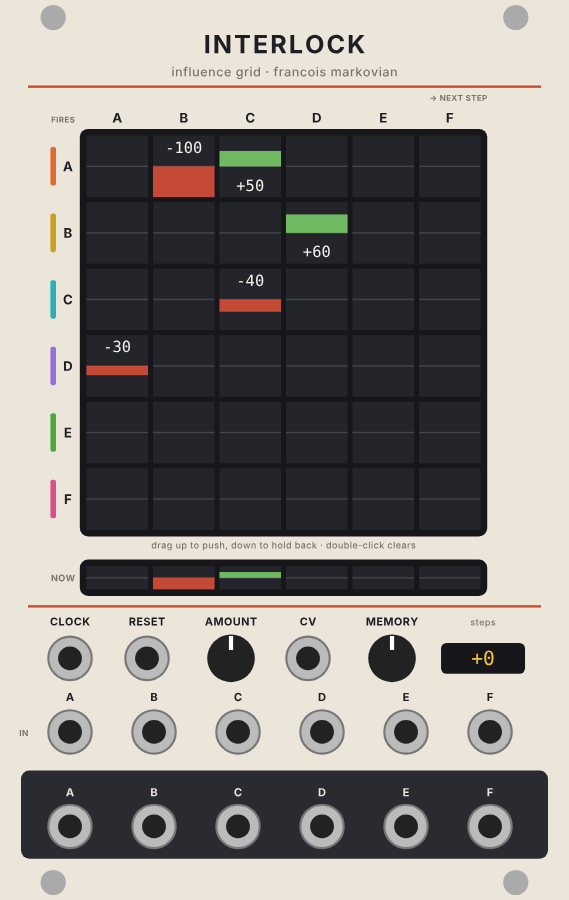 INTERLOCK
influence grid · francois markovian
→ NEXT STEP
FIRES A B C D E F
A -100 +50
B +60
C -40
D -30
E
F
drag up to push, down to hold back · double-click clears
NOW
CLOCK RESET AMOUNT CV MEMORY steps
+0
A B C D E F
IN
A B C D E F